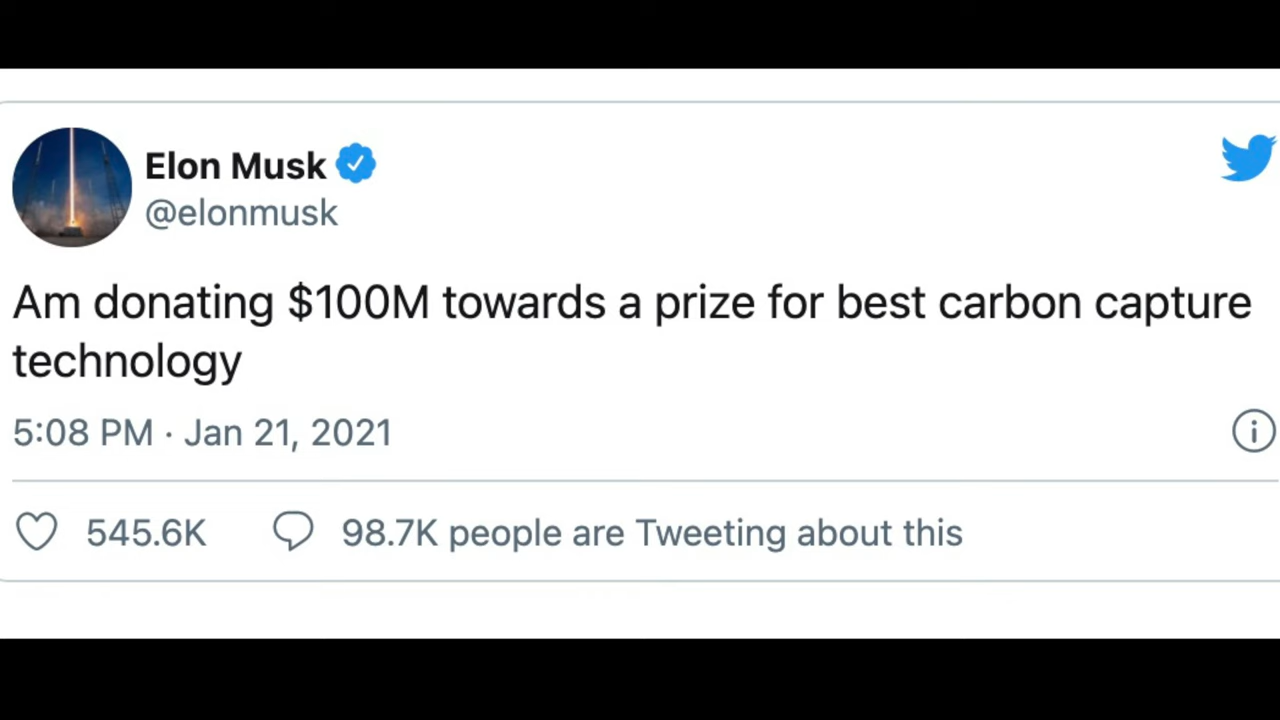 Elon Musk
@elonmusk
Am donating $100M towards a prize for best carbon capture
technology
5:08 PM · Jan 21, 2021
545.6K 98.7K people are Tweeting about this